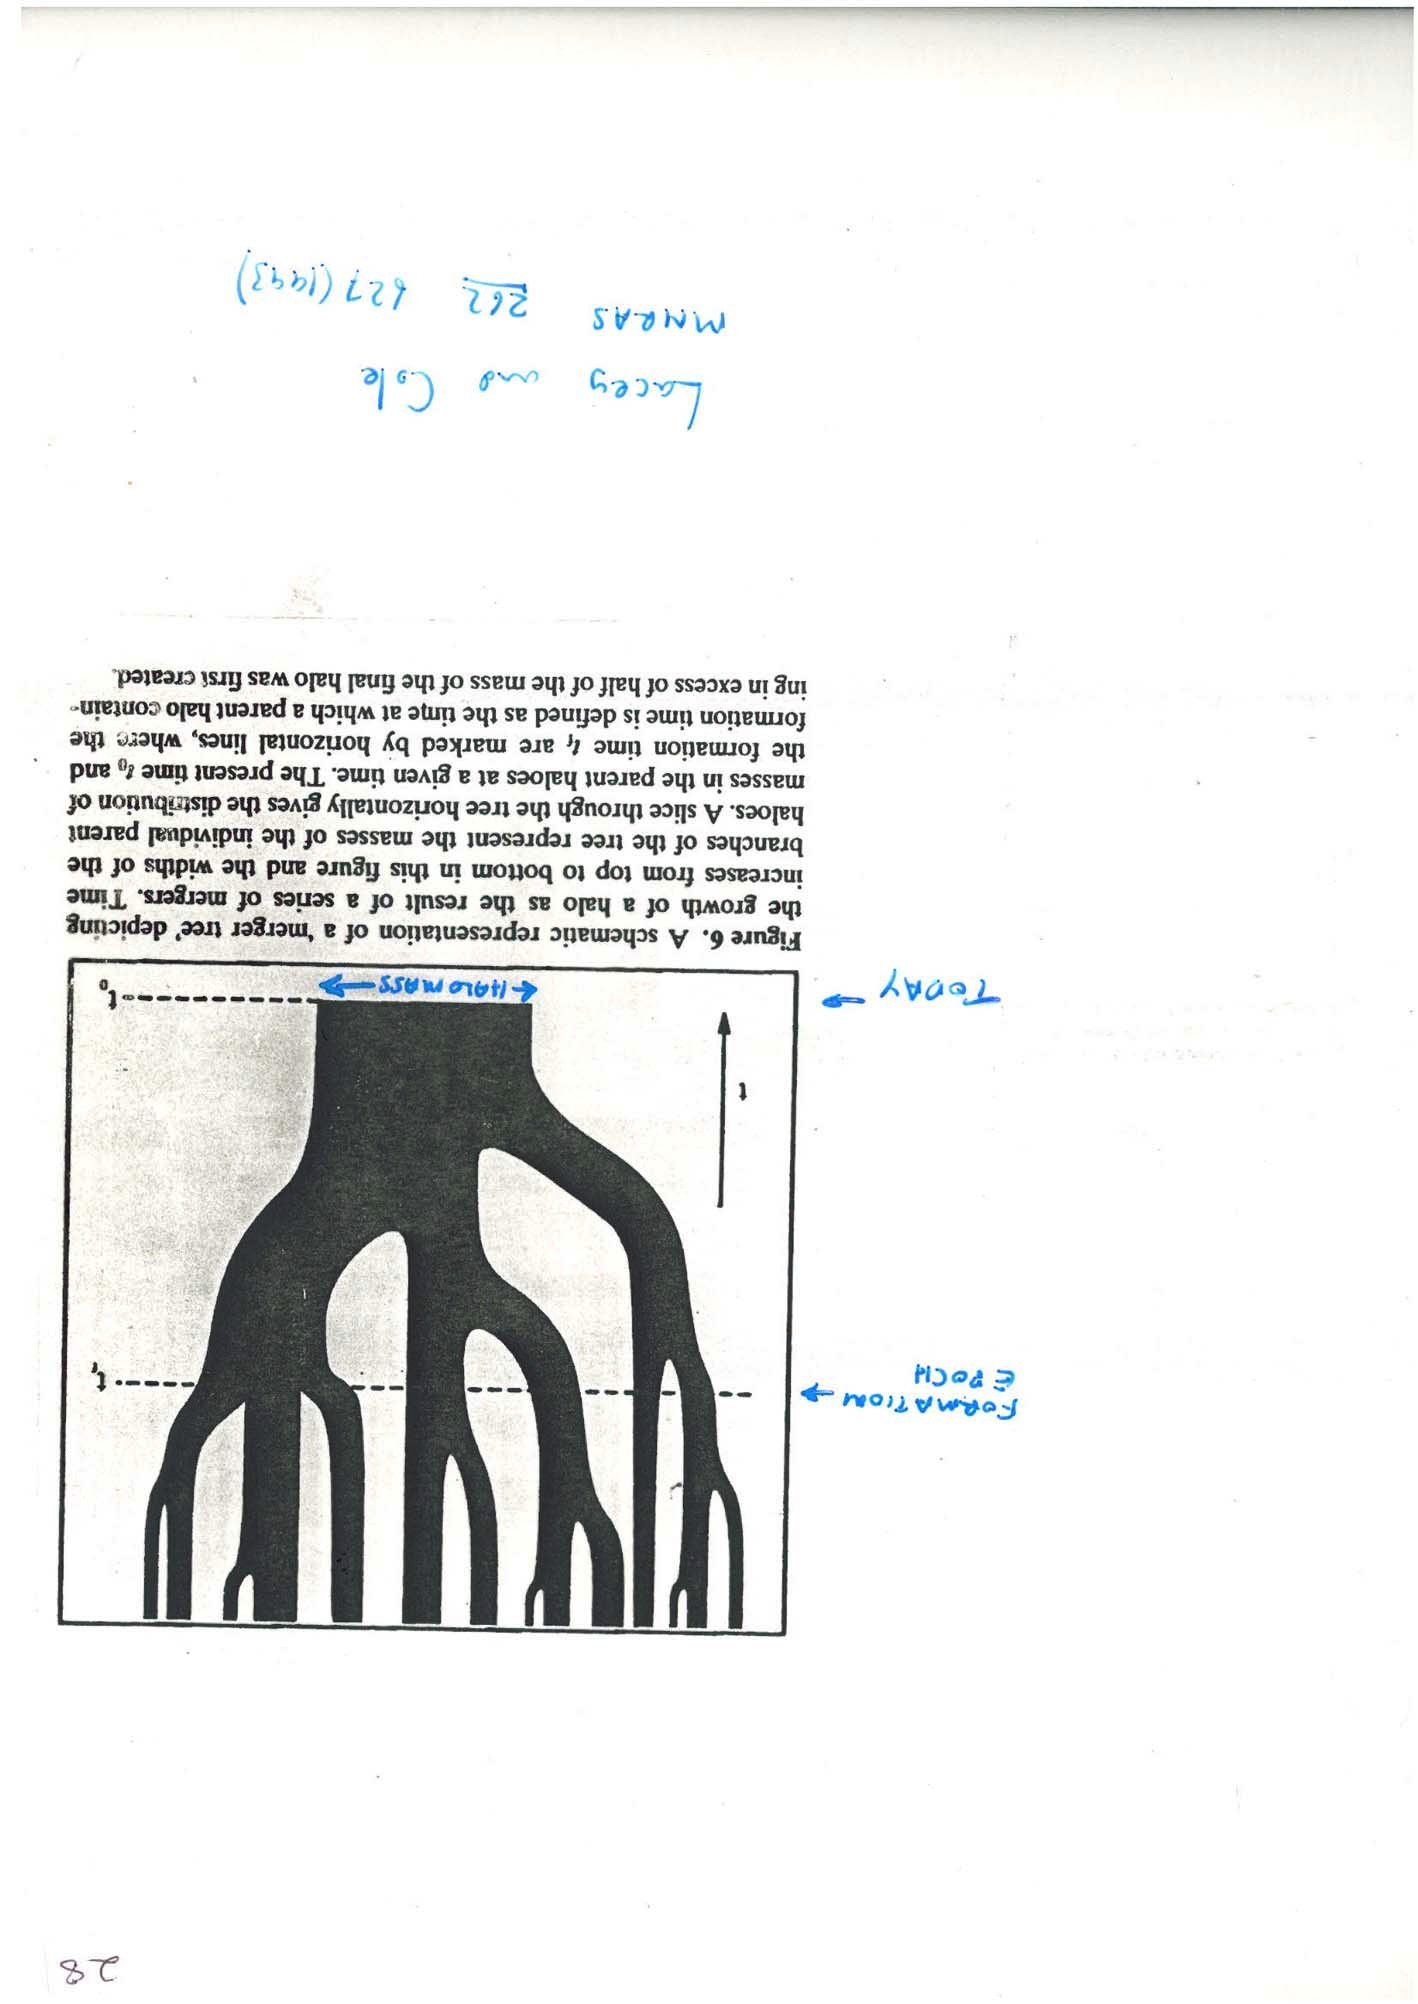 28
FORMATION
EPOCH
t_f
t
TODAY
HALO MASS
t_0
Figure 6. A schematic representation of a 'merger tree' depicting
the growth of a halo as the result of a series of mergers. Time
increases from top to bottom in this figure and the widths of the
branches of the tree represent the masses of the individual parent
haloes. A slice through the tree horizontally gives the distribution of
masses in the parent haloes at a given time. The present time t_0 and
the formation time t_f are marked by horizontal lines, where the
formation time is defined as the time at which a parent halo contain-
ing in excess of half of the mass of the final halo was first created.
Lacey and Cole
MNRAS 262 627 (1993)